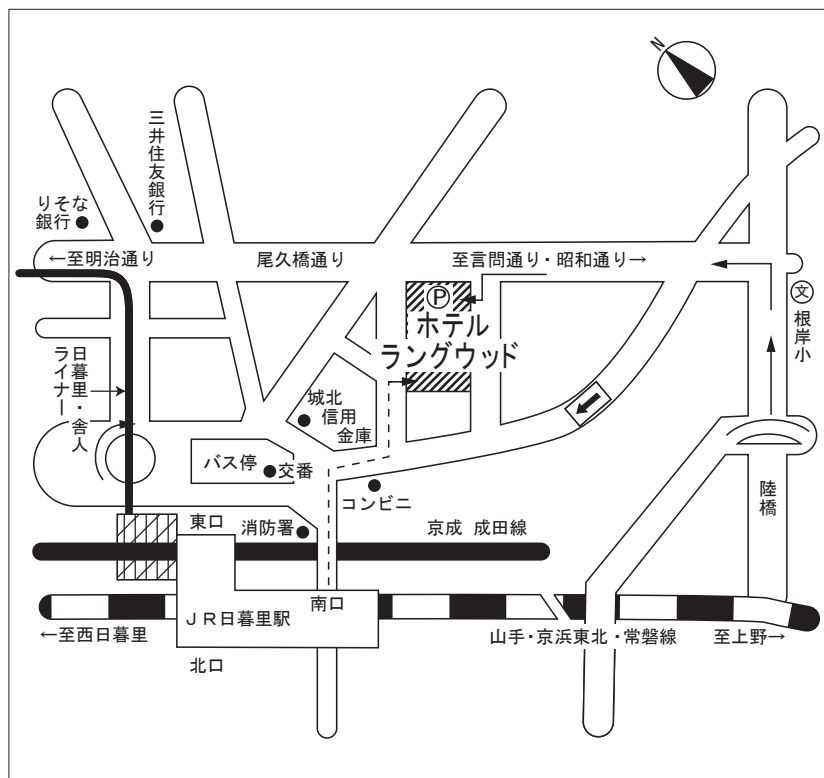 N
三井住友銀行
りそな
銀行
←至明治通り
尾久橋通り
至言問通り・昭和通り→
文
根岸小
P
ホテル
ラングウッド
日暮里・舎人
ライナー
城北
信用
金庫
バス停
交番
コンビニ
陸橋
東口
消防署
京成 成田線
南口
JR日暮里駅
←至西日暮里
山手・京浜東北・常磐線
至上野→
北口